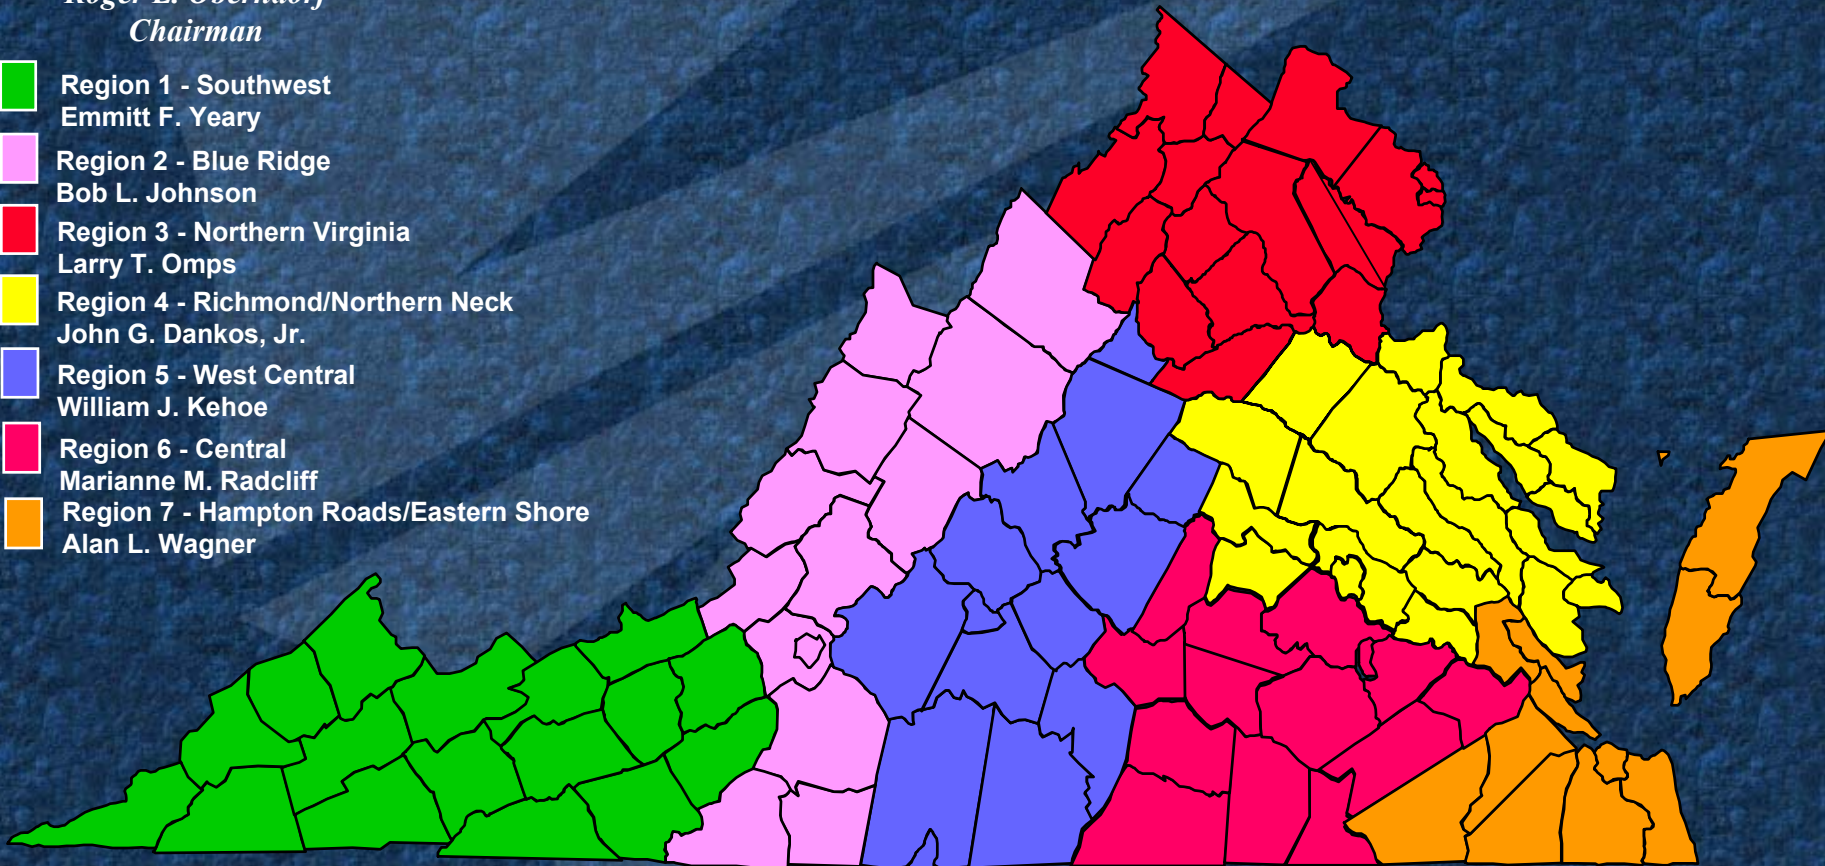 Roger L. Oberndorf
Chairman
Region 1 - Southwest
Emmitt F. Yeary
Region 2 - Blue Ridge
Bob L. Johnson
Region 3 - Northern Virginia
Larry T. Omps
Region 4 - Richmond/Northern Neck
John G. Dankos, Jr.
Region 5 - West Central
William J. Kehoe
Region 6 - Central
Marianne M. Radcliff
Region 7 - Hampton Roads/Eastern Shore
Alan L. Wagner